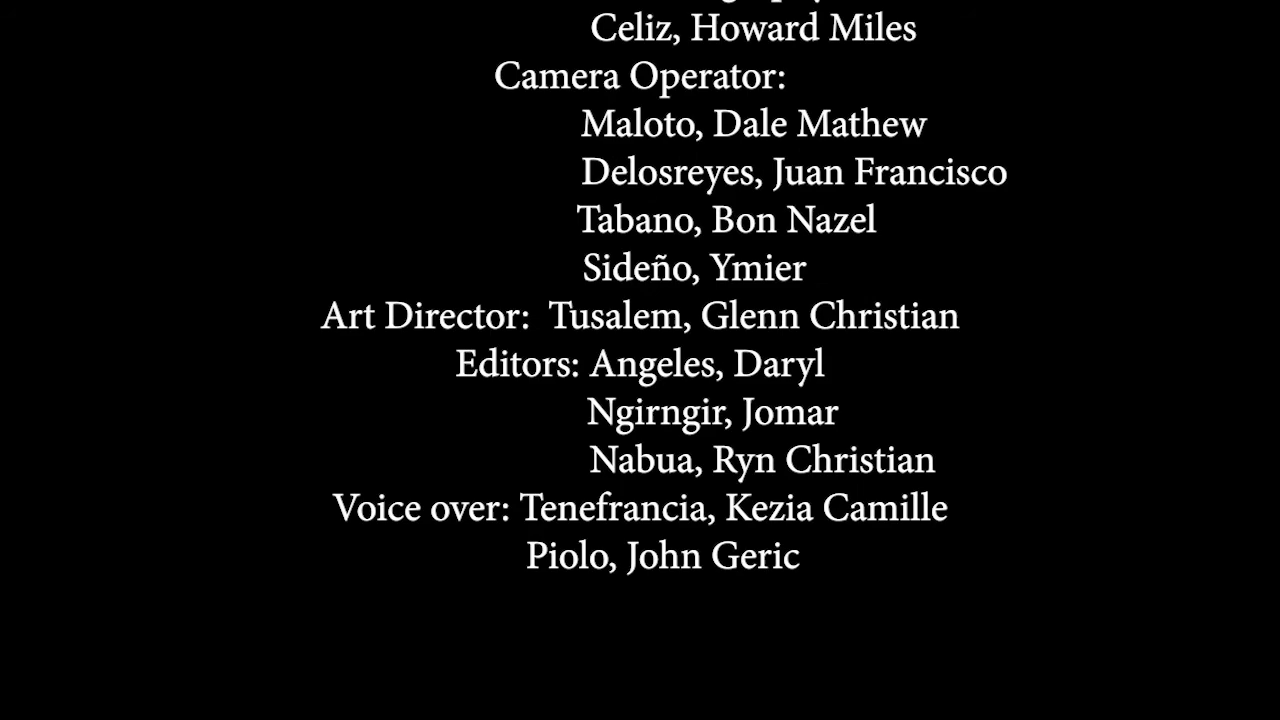 Celiz, Howard Miles
Camera Operator:
Maloto, Dale Mathew
Delosreyes, Juan Francisco
Tabano, Bon Nazel
Sideño, Ymier
Art Director: Tusalem, Glenn Christian
Editors: Angeles, Daryl
Ngirngir, Jomar
Nabua, Ryn Christian
Voice over: Tenefrancia, Kezia Camille
Piolo, John Geric